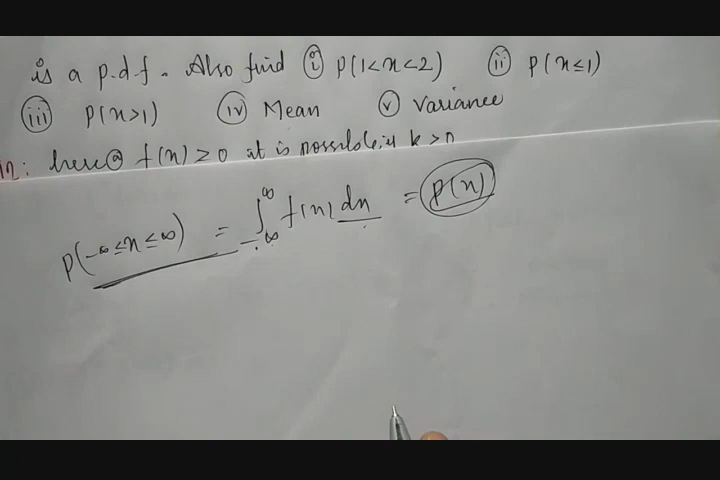 is a p.d.f. Also find (i) P(1<x<2) (ii) P(x≤1)
(iii) P(x>1) (iv) Mean (v) Variance
here f(x) ≥ 0 it is possible if k > 0
P(-∞≤x≤∞) = ∫_{-∞}^{∞} f(x) dx = P(x)